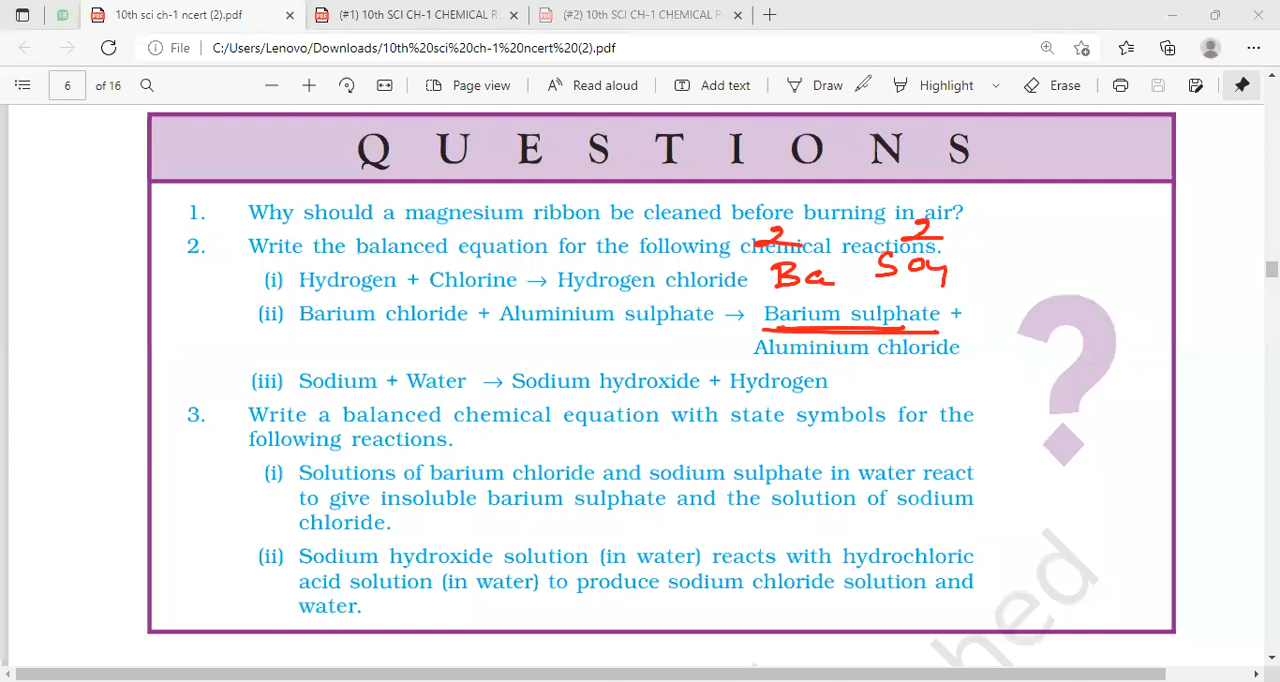 10th sci ch-1 ncert (2).pdf
(#1) 10th SCI CH-1 CHEMICAL R
(#2) 10th SCI CH-1 CHEMICAL
File
C:/Users/Lenovo/Downloads/10th%20sci%20ch-1%20ncert%20(2).pdf
6 of 16
Page view
Read aloud
Add text
Draw
Highlight
Erase
QUESTIONS
1. Why should a magnesium ribbon be cleaned before burning in air?
2 2
2. Write the balanced equation for the following chemical reactions.
Ba SO4
(i) Hydrogen + Chlorine → Hydrogen chloride
(ii) Barium chloride + Aluminium sulphate → Barium sulphate +
Aluminium chloride
(iii) Sodium + Water → Sodium hydroxide + Hydrogen
3. Write a balanced chemical equation with state symbols for the
following reactions.
(i) Solutions of barium chloride and sodium sulphate in water react
to give insoluble barium sulphate and the solution of sodium
chloride.
(ii) Sodium hydroxide solution (in water) reacts with hydrochloric
acid solution (in water) to produce sodium chloride solution and
water.
?
hed